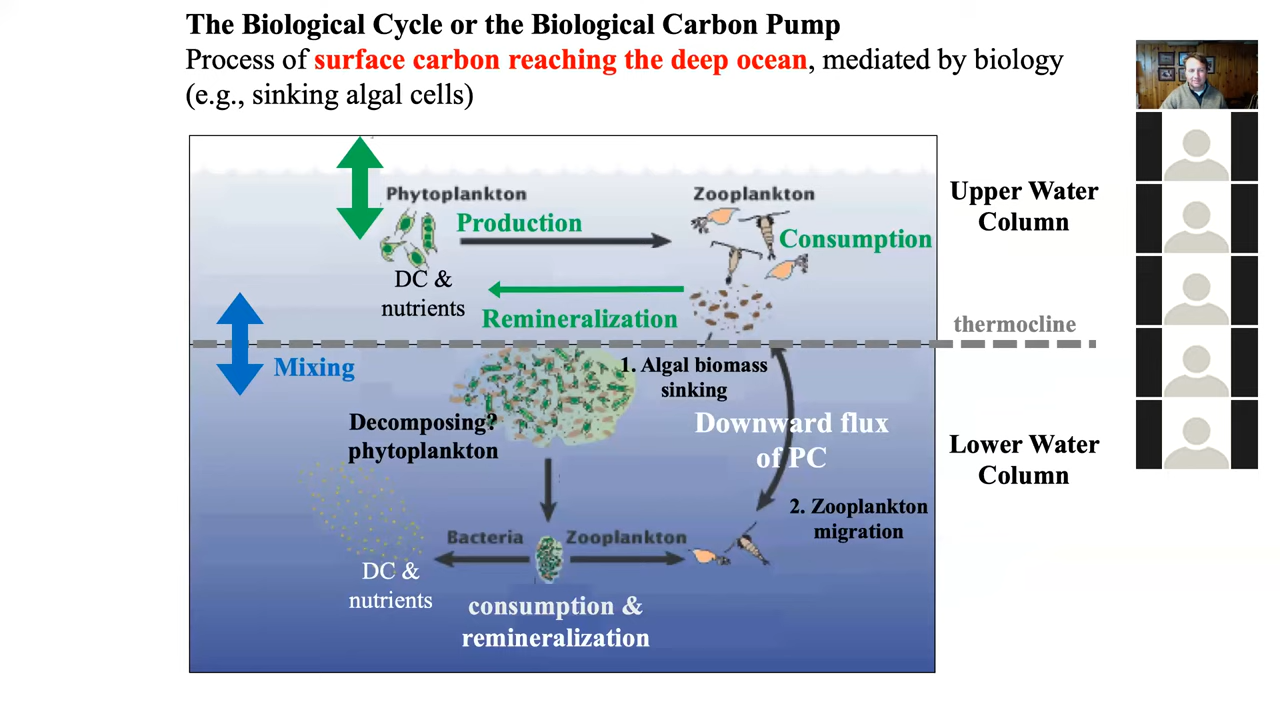 The Biological Cycle or the Biological Carbon Pump
Process of surface carbon reaching the deep ocean, mediated by biology
(e.g., sinking algal cells)
Phytoplankton
Zooplankton
Production
Consumption
DC &
nutrients
Remineralization
Upper Water
Column
thermocline
Mixing
1. Algal biomass
sinking
Decomposing?
phytoplankton
Downward flux
of PC
Lower Water
Column
2. Zooplankton
migration
Bacteria
Zooplankton
DC &
nutrients
consumption &
remineralization